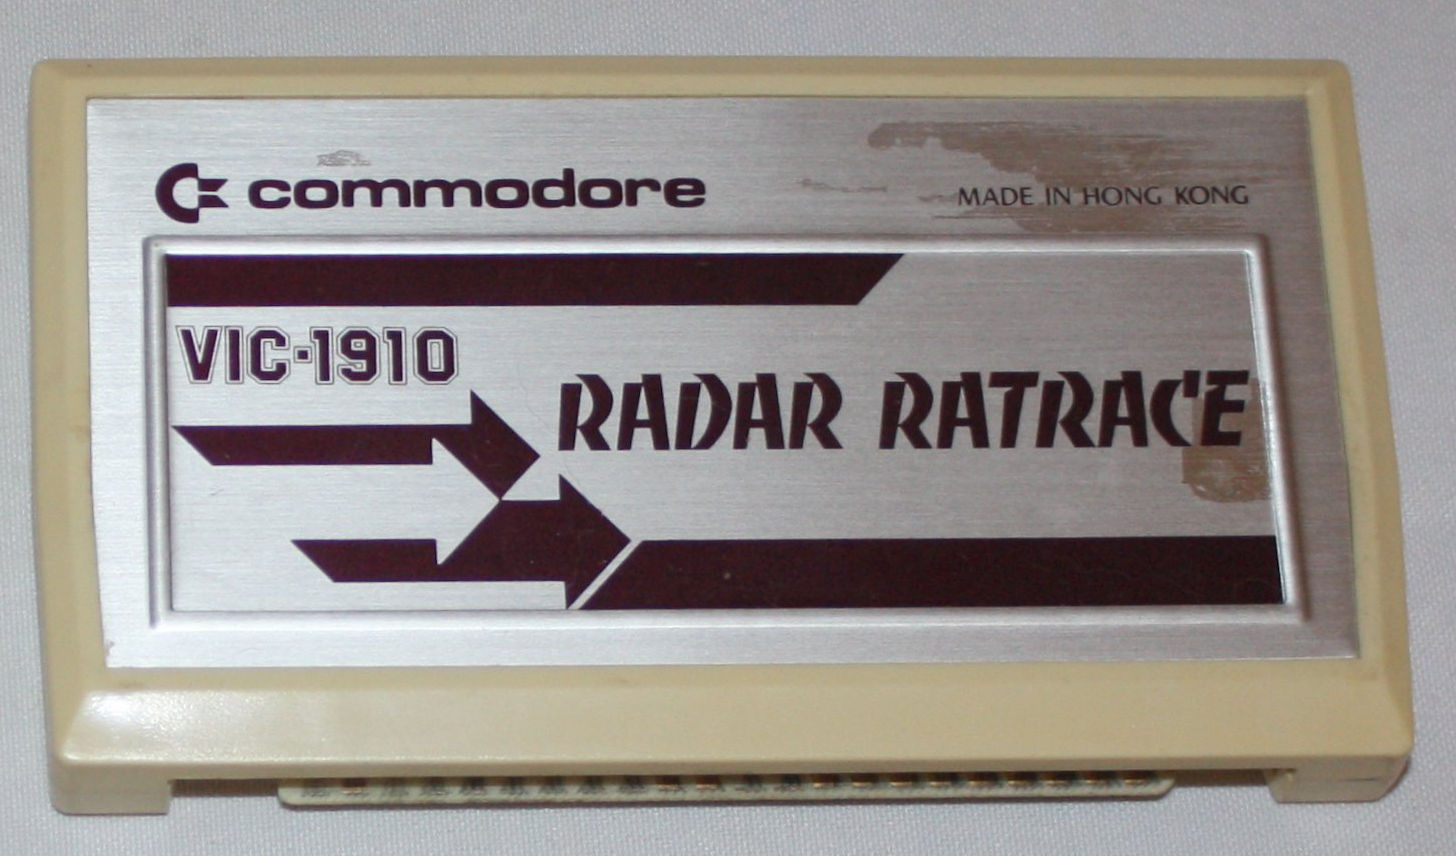 commodore
MADE IN HONG KONG
VIC-1910
RADAR RATRACE